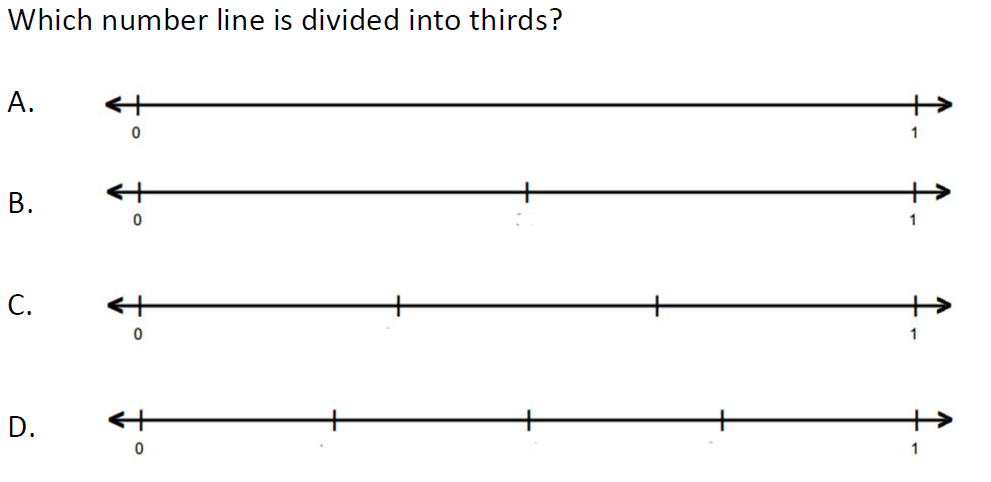 Which number line is divided into thirds?
A.
0 1
B.
0 1
C.
0 1
D.
0 1